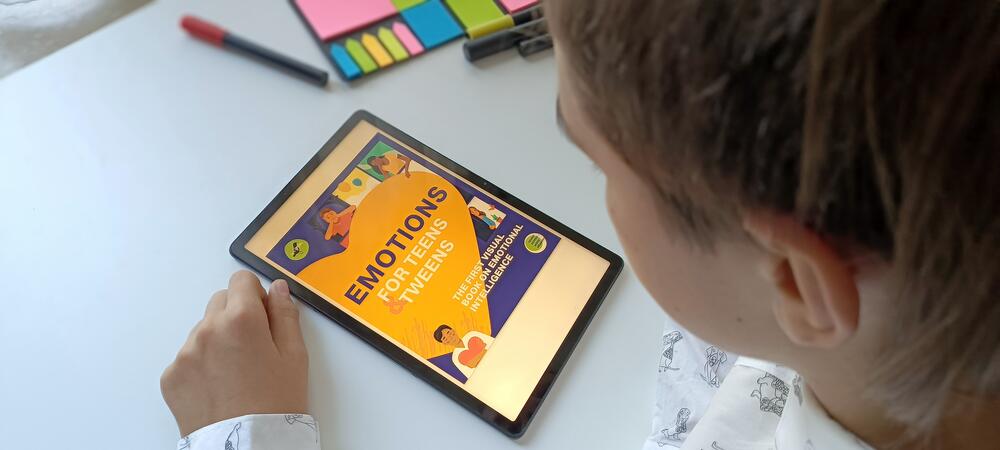 EMOTIONS
FOR TEENS
& TWEENS
THE FIRST VISUAL
BOOK ON EMOTIONAL
INTELLIGENCE